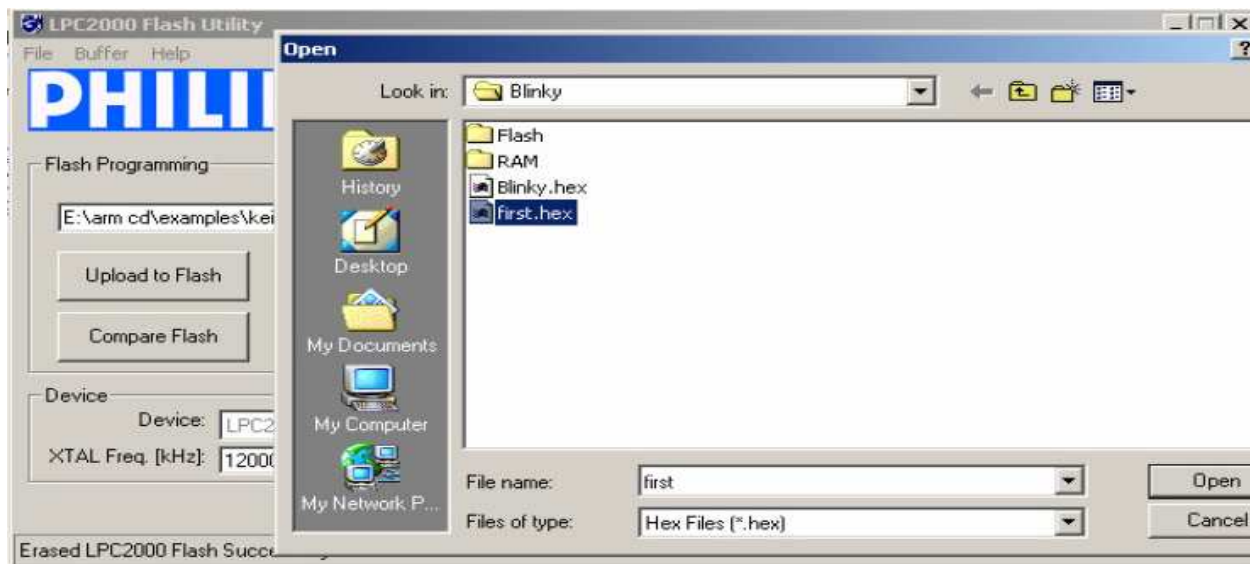 LPC2000 Flash Utility
File Buffer Help
PHILI
Flash Programming
E:\arm cd\examples\kei
Upload to Flash
Compare Flash
Device
Device: LPC2
XTAL Freq. [kHz]: 12000
Erased LPC2000 Flash Succe
Open
?
Look in: Blinky
History
Desktop
My Documents
My Computer
My Network P...
Flash
RAM
Blinky.hex
first.hex
File name: first
Open
Files of type: Hex Files (*.hex)
Cancel